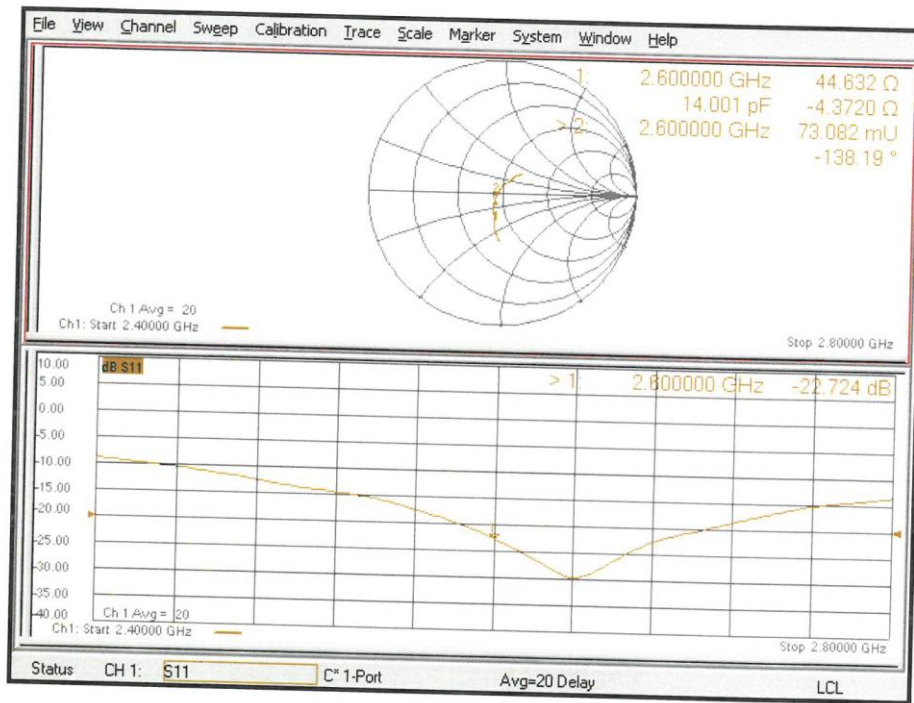 File View Channel Sweep Calibration Trace Scale Marker System Window Help
1: 2.600000 GHz 44.632 Ω
14.001 pF -4.3720 Ω
> 2: 2.600000 GHz 73.082 mU
-138.19 °
Ch 1 Avg = 20
Ch1: Start 2.40000 GHz
Stop 2.80000 GHz
dB S11
> 1: 2.600000 GHz -22.724 dB
10.00
5.00
0.00
-5.00
-10.00
-15.00
-20.00
-25.00
-30.00
-35.00
-40.00
Ch 1 Avg = 20
Ch1: Start 2.40000 GHz
Stop 2.80000 GHz
Status CH 1: S11 C* 1-Port Avg=20 Delay LCL